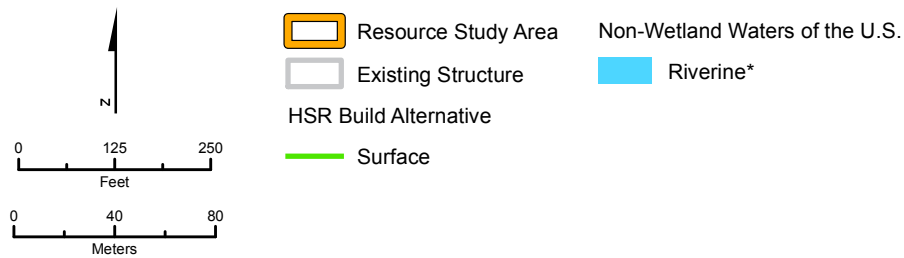 N
0 125 250
Feet
0 40 80
Meters
Resource Study Area
Existing Structure
HSR Build Alternative
Surface
Non-Wetland Waters of the U.S.
Riverine*